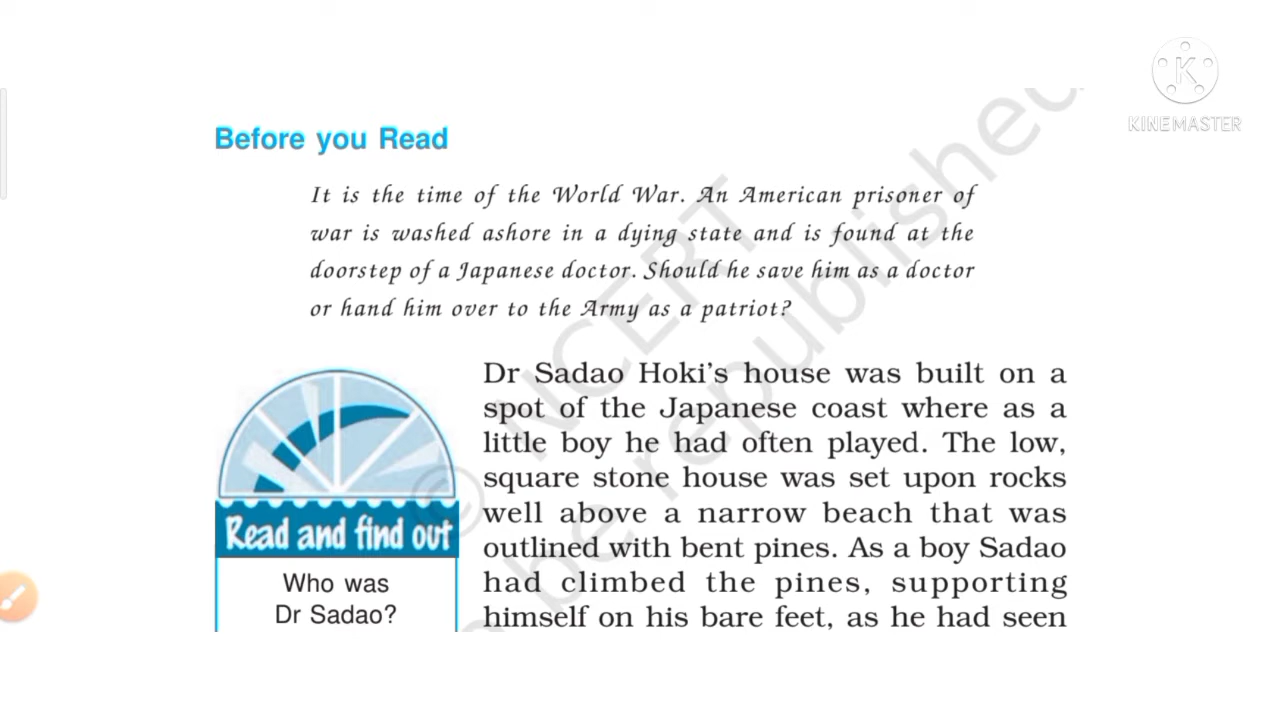 KINEMASTER
Before you Read
It is the time of the World War. An American prisoner of
war is washed ashore in a dying state and is found at the
doorstep of a Japanese doctor. Should he save him as a doctor
or hand him over to the Army as a patriot?
Read and find out
Who was
Dr Sadao?
Dr Sadao Hoki's house was built on a
spot of the Japanese coast where as a
little boy he had often played. The low,
square stone house was set upon rocks
well above a narrow beach that was
outlined with bent pines. As a boy Sadao
had climbed the pines, supporting
himself on his bare feet, as he had seen
© NCERT
be republished